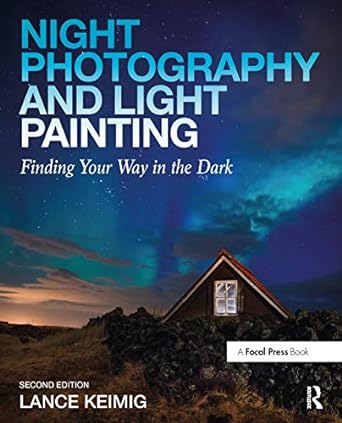 NIGHT
PHOTOGRAPHY
AND LIGHT
PAINTING
Finding Your Way in the Dark
A Focal Press Book
SECOND EDITION
LANCE KEIMIG
R